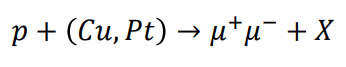 p + (Cu, Pt) → μ⁺μ⁻ + X